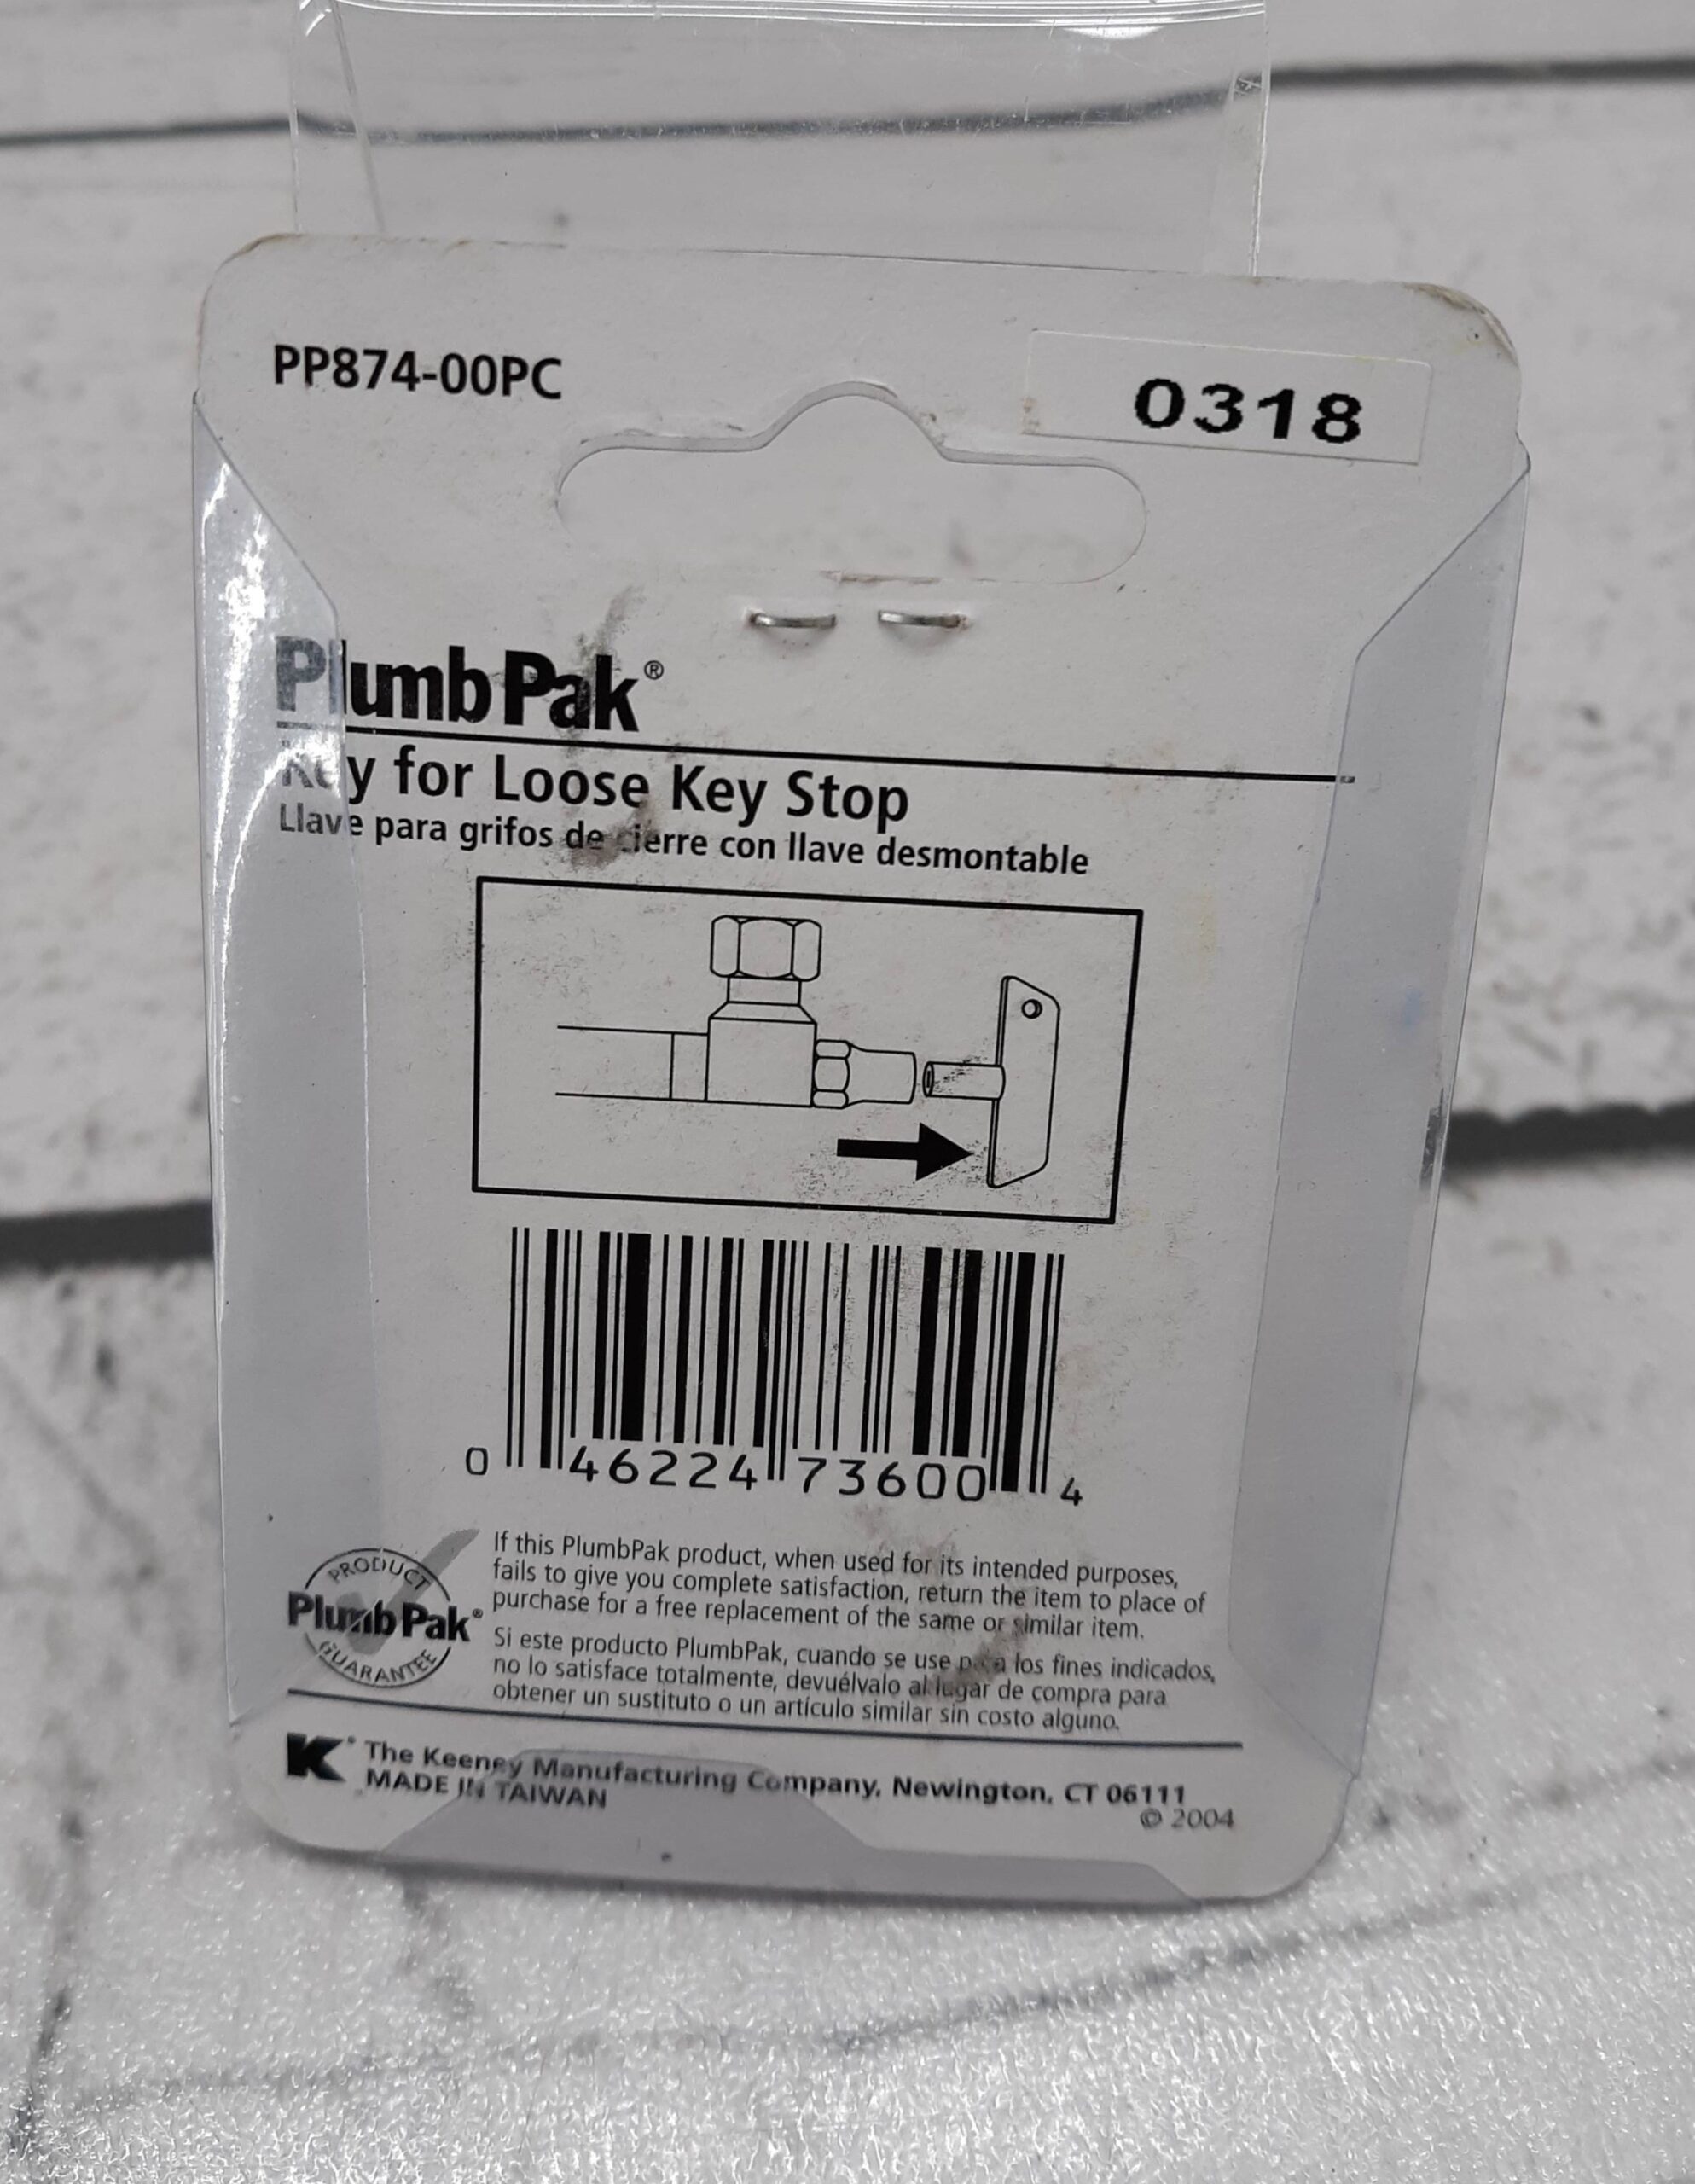 PP874-00PC
0318
PlumbPak®
Key for Loose Key Stop
Llave para grifos de cierre con llave desmontable
0 46224 73600 4
PRODUCT
PlumbPak®
GUARANTEE
If this PlumbPak product, when used for its intended purposes,
fails to give you complete satisfaction, return the item to place of
purchase for a free replacement of the same or similar item.
Si este producto PlumbPak, cuando se use para los fines indicados,
no lo satisface totalmente, devuélvalo al lugar de compra para
obtener un sustituto o un artículo similar sin costo alguno.
K® The Keeney Manufacturing Company, Newington, CT 06111
MADE IN TAIWAN
© 2004